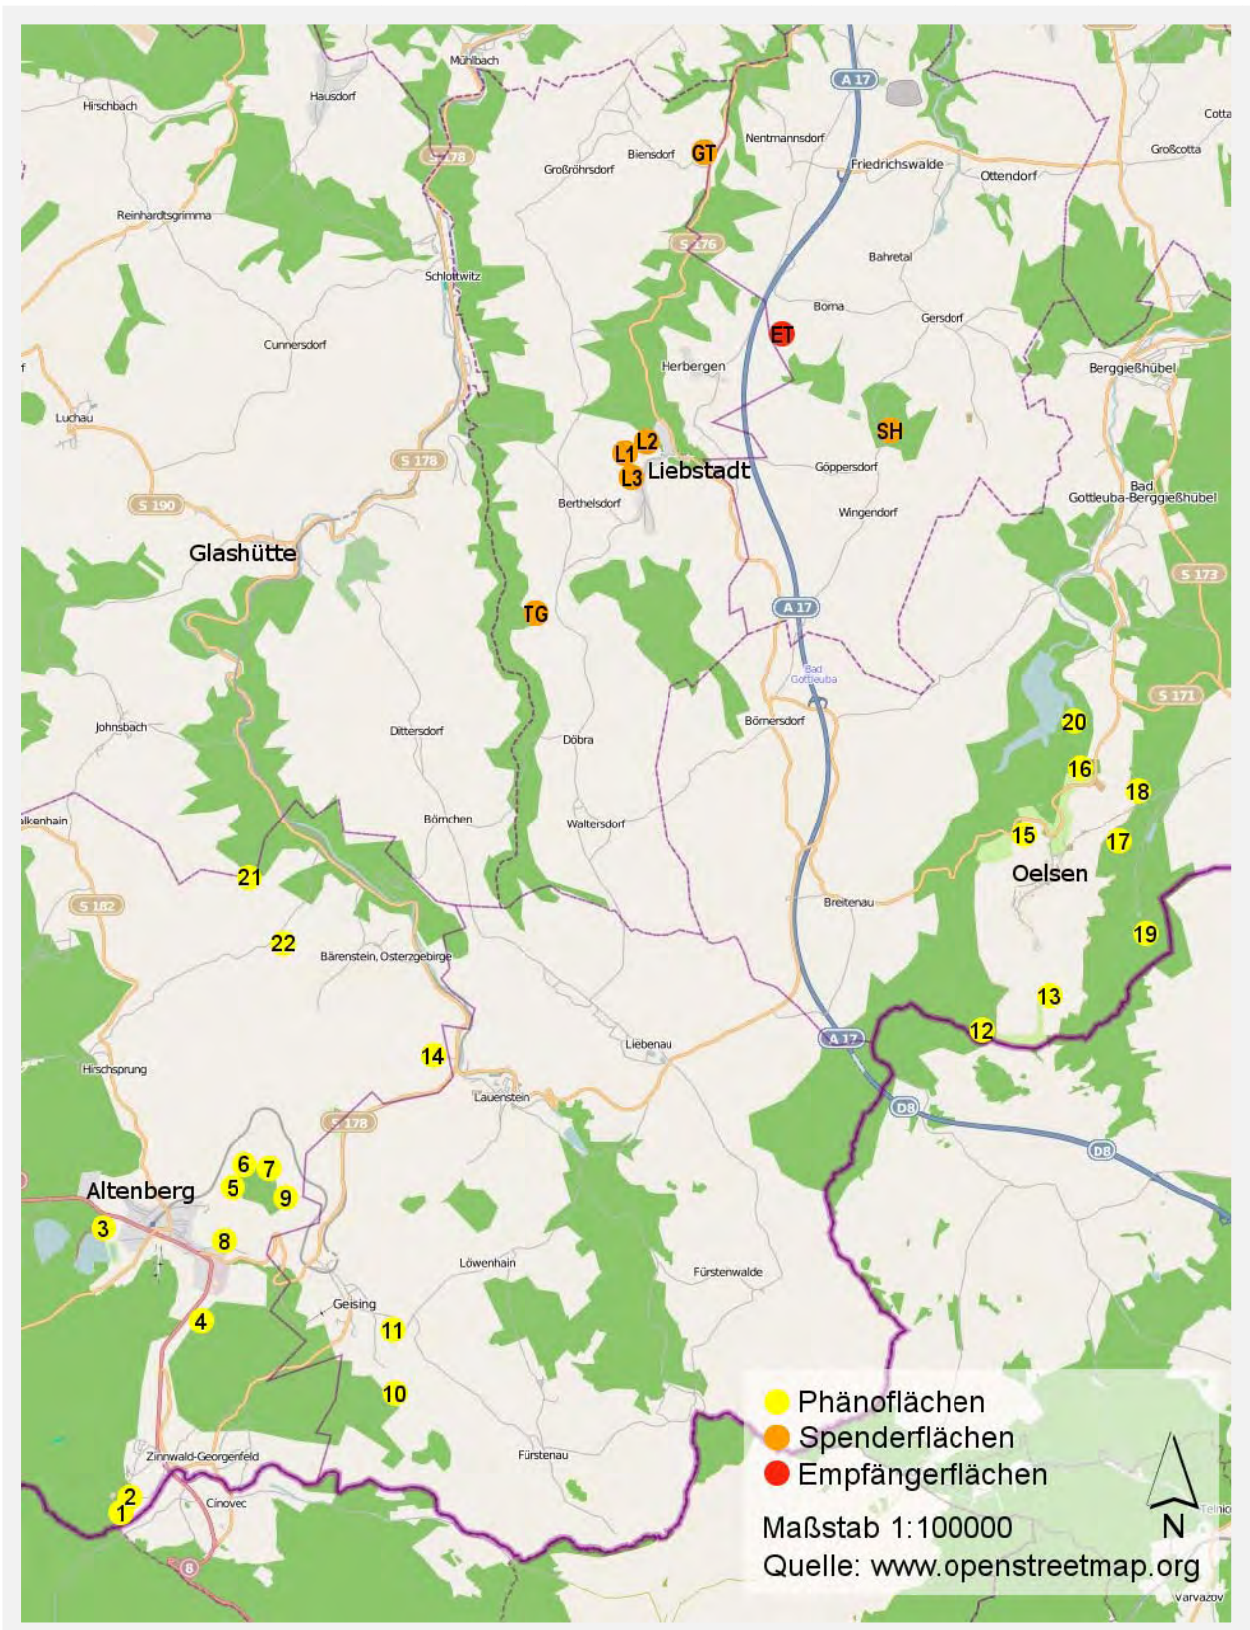 Mühlbach
A 17
Hausdorf
Hirschbach
Cotta
Nentmannsdorf
Großcotta
GT
Biensdorf
S 178
Friedrichswalde
Großröhrsdorf
Ottendorf
Reinhardtsgrimma
S 176
Bahretal
Schlottwitz
Borna
Gersdorf
ET
Cunnersdorf
f
Herbergen
Berggießhübel
Luchau
SH
L2
L1
S 178
Liebstadt
Göppersdorf
L3
Bad
Gottleuba-Berggießhübel
Berthelsdorf
S 190
Wingendorf
Glashütte
S 173
A 17
TG
Bad
Gottleuba
S 171
20
Börnersdorf
Johnsbach
Dittersdorf
Döbra
16
18
Börnchen
alkenhain
Waltersdorf
15
17
Oelsen
21
Breitenau
S 182
19
22
Bärenstein, Osterzgebirge
13
12
A 17
Liebenau
14
Hirschsprung
Lauenstein
D8
S 178
D8
6
7
5
Altenberg
9
3
8
Löwenhain
Fürstenwalde
Geising
4
11
10
Phänoflächen
Spenderflächen
Zinnwald-Georgenfeld
Fürstenau
Empfängerflächen
2
Cinovec
1
Telnic
Maßstab 1:100000
N
Quelle: www.openstreetmap.org
8
Varvazov